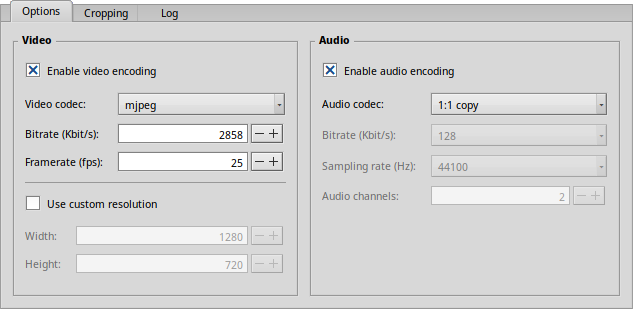 Options
Cropping
Log
Video
Enable video encoding
Video codec:
mjpeg
Bitrate (Kbit/s):
2858
Framerate (fps):
25
Use custom resolution
Width:
1280
Height:
720
Audio
Enable audio encoding
Audio codec:
1:1 copy
Bitrate (Kbit/s):
128
Sampling rate (Hz):
44100
Audio channels:
2